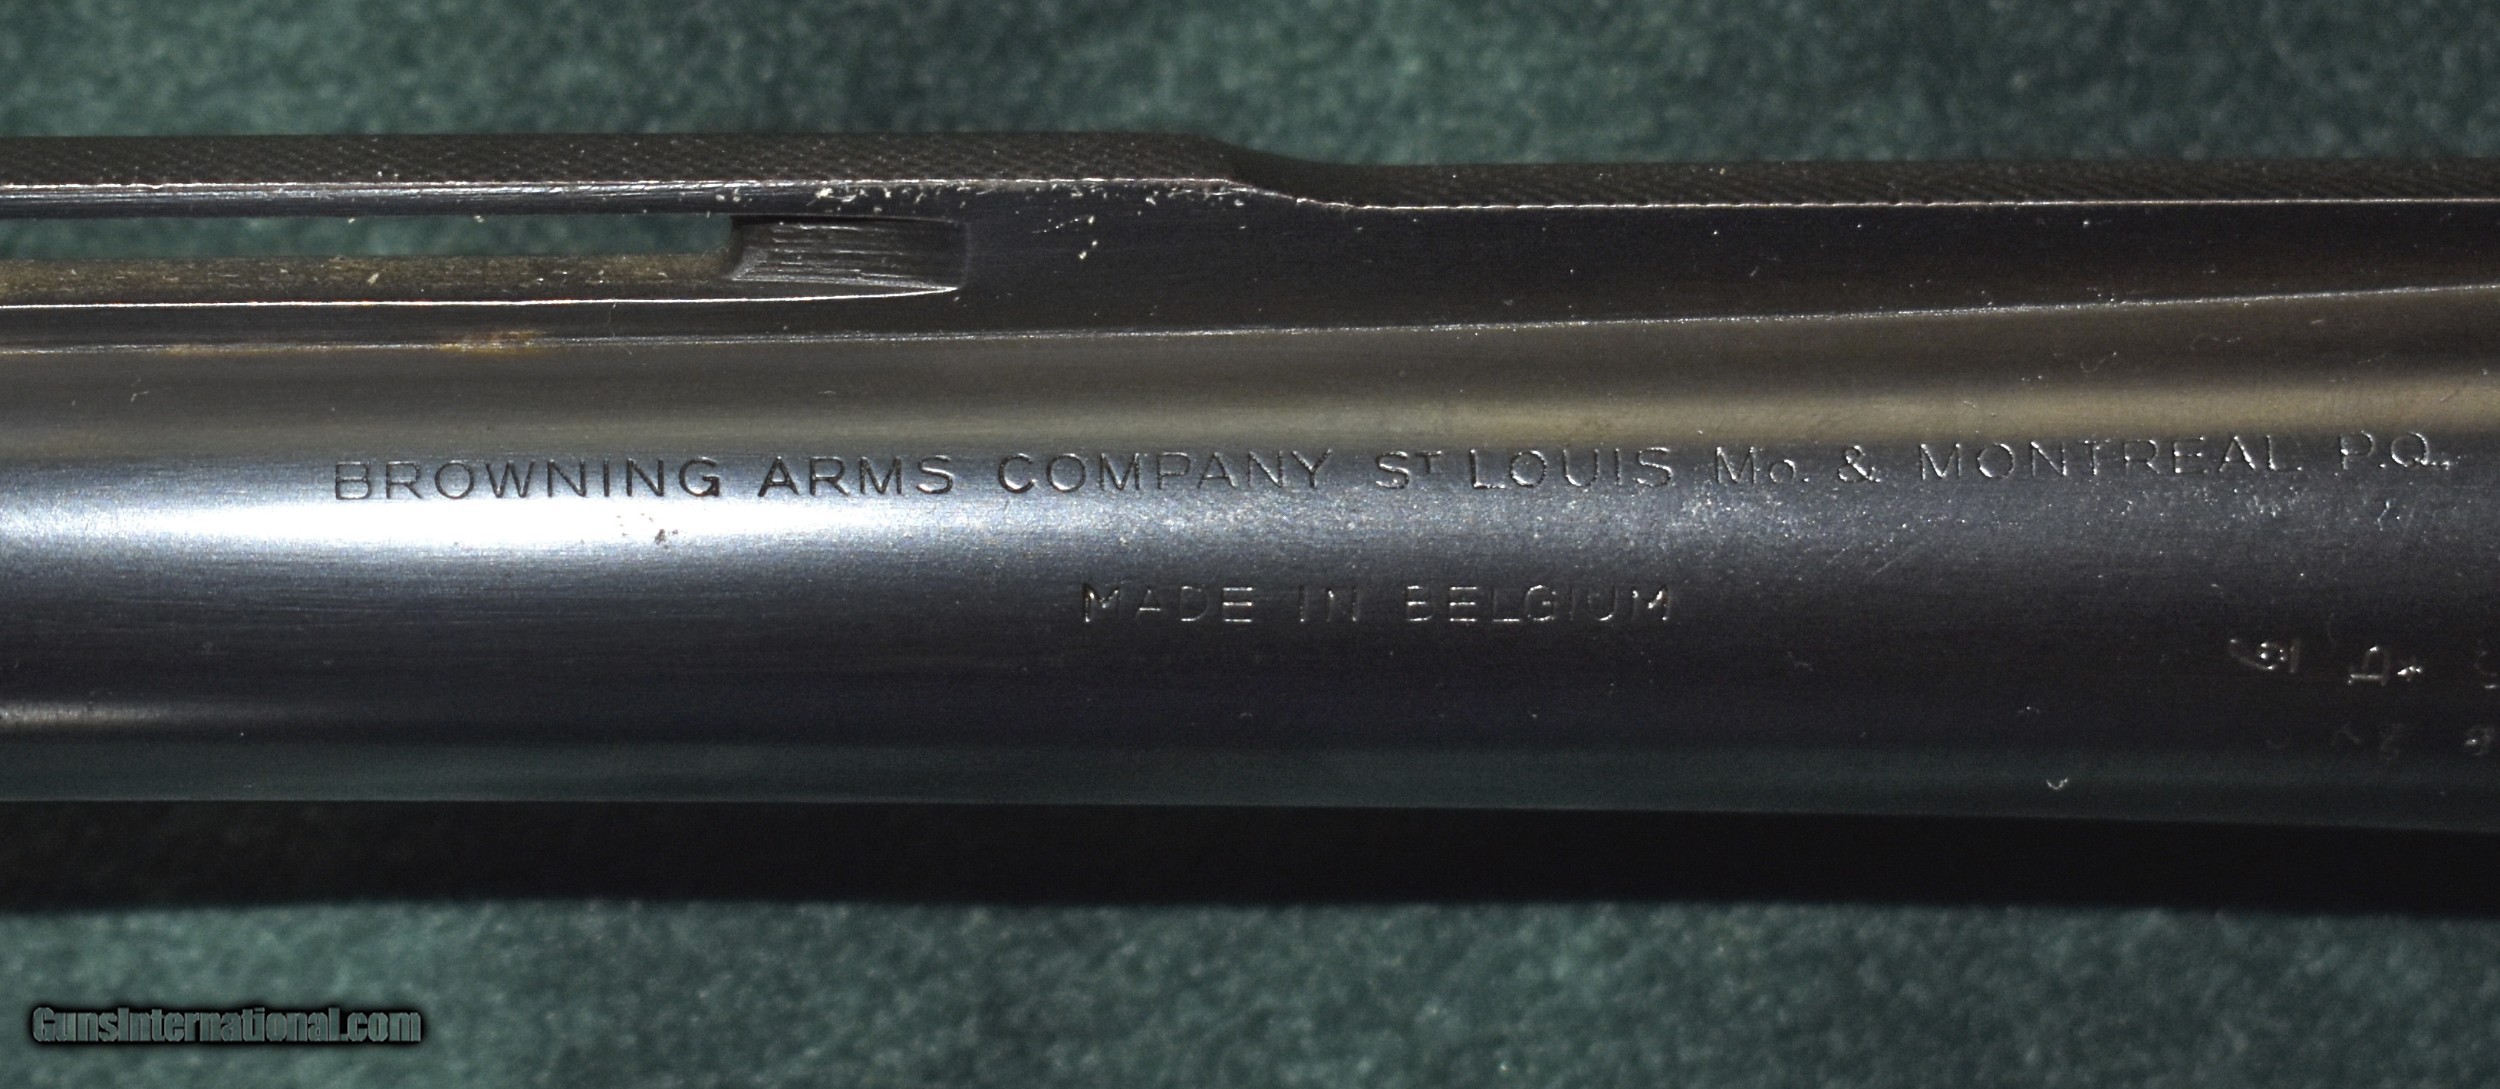 BROWNING ARMS COMPANY ST LOUIS Mo. & MONTREAL P.Q.
MADE IN BELGIUM
GunsInternational.com